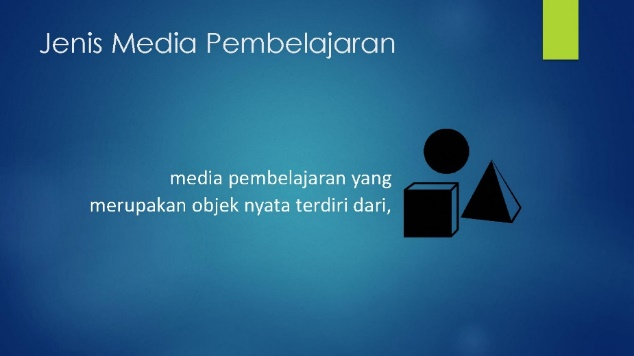 Jenis Media Pembelajaran
media pembelajaran yang
merupakan objek nyata terdiri dari,